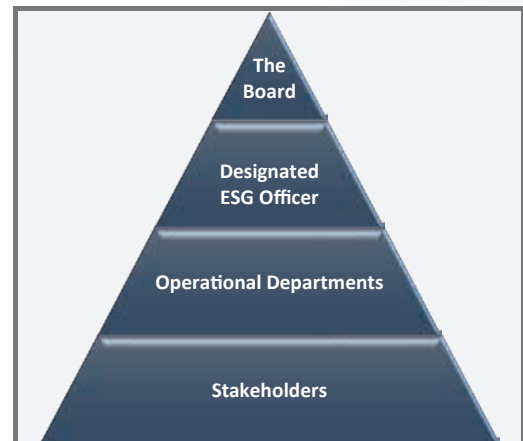 The
Board
Designated
ESG Officer
Operational Departments
Stakeholders